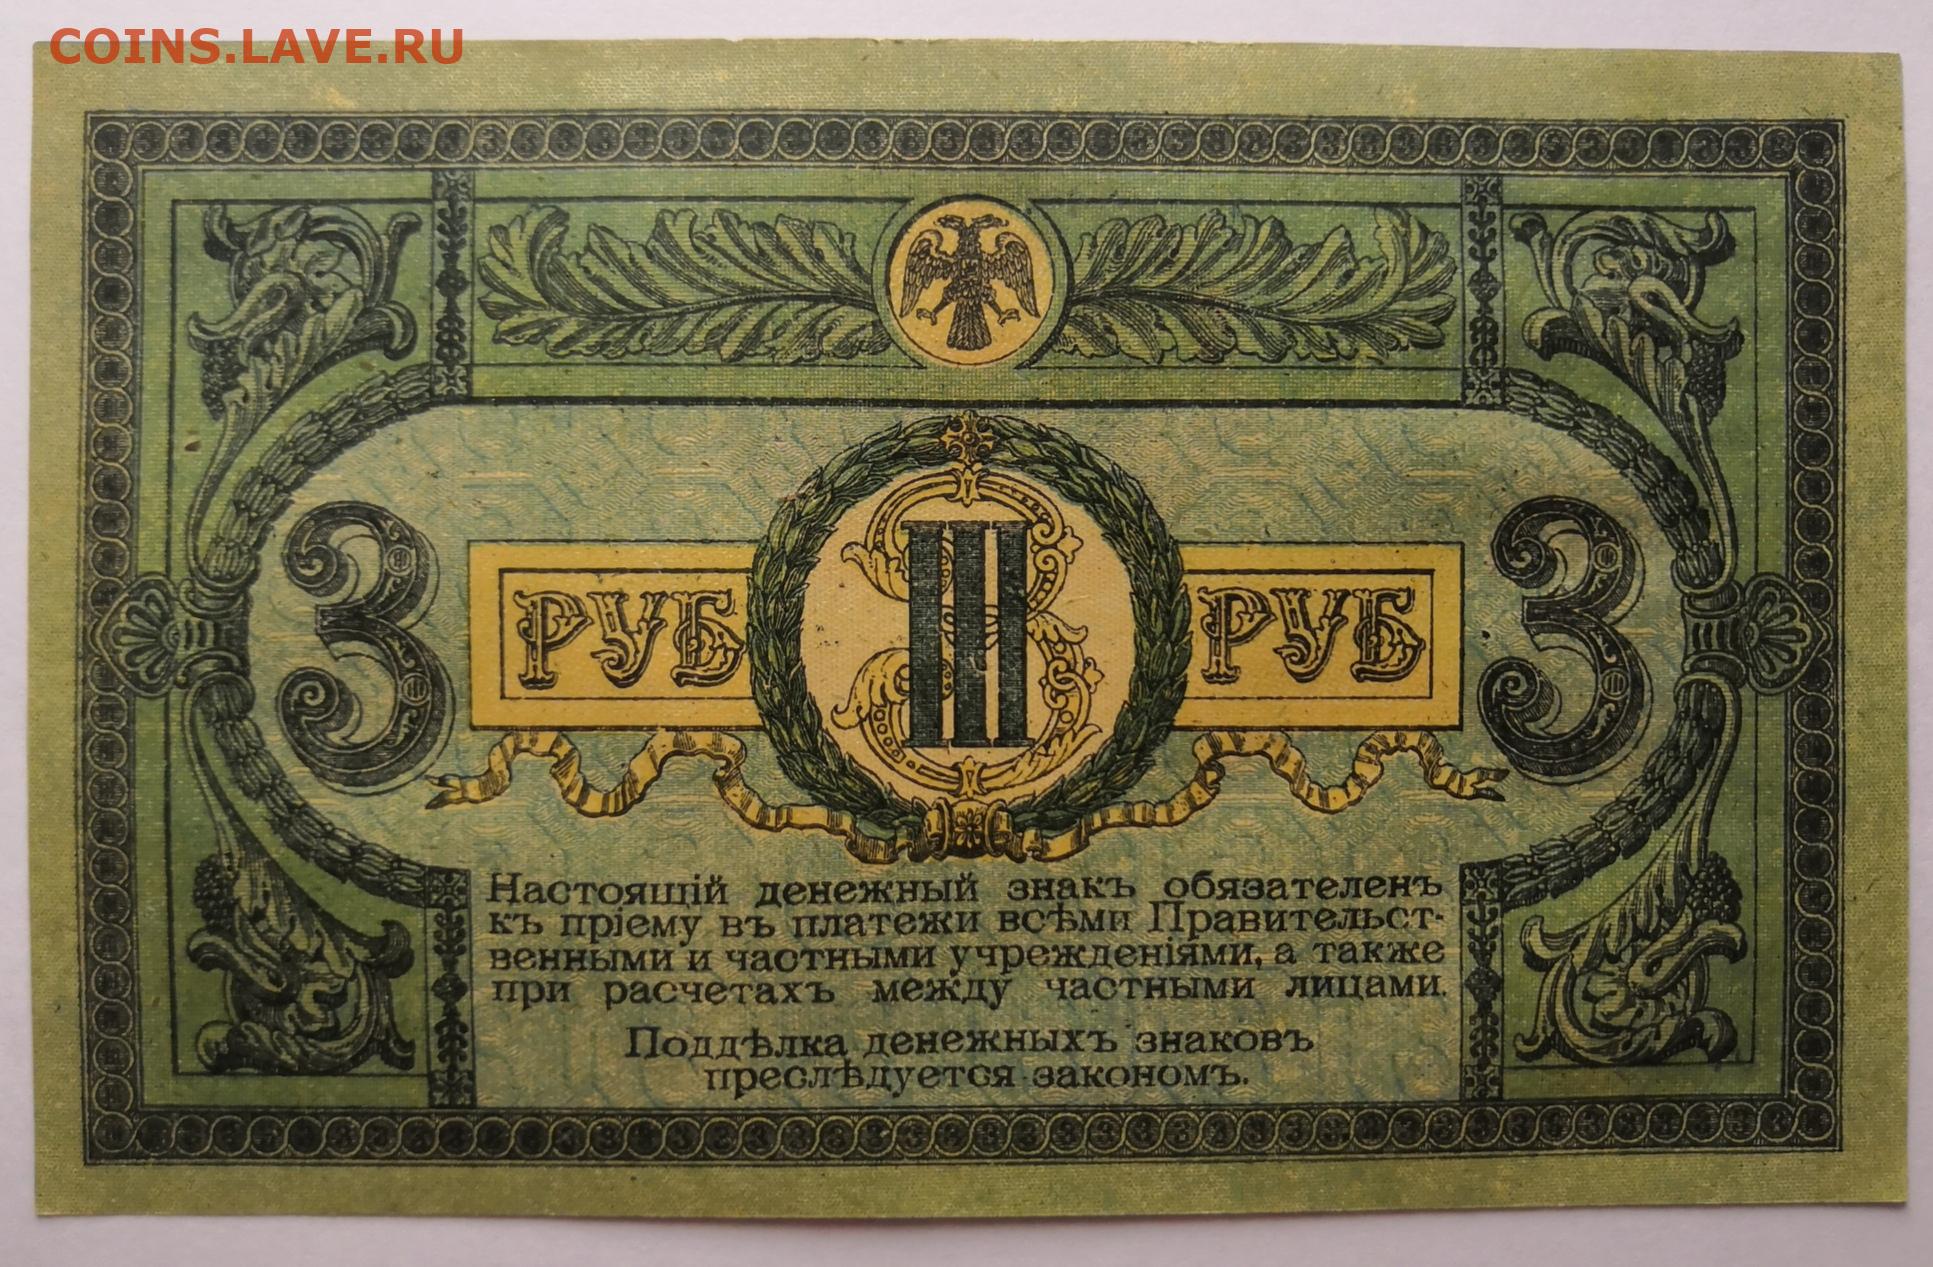 COINS.LAVE.RU
3 РУБ III 3 РУБ 3
Настоящій денежный знакъ обязателенъ
къ пріему въ платежи всѣми Правительст-
венными и частными учрежденіями, а также
при расчетахъ между частными лицами.
Поддѣлка денежныхъ знаковъ
преслѣдуется закономъ.